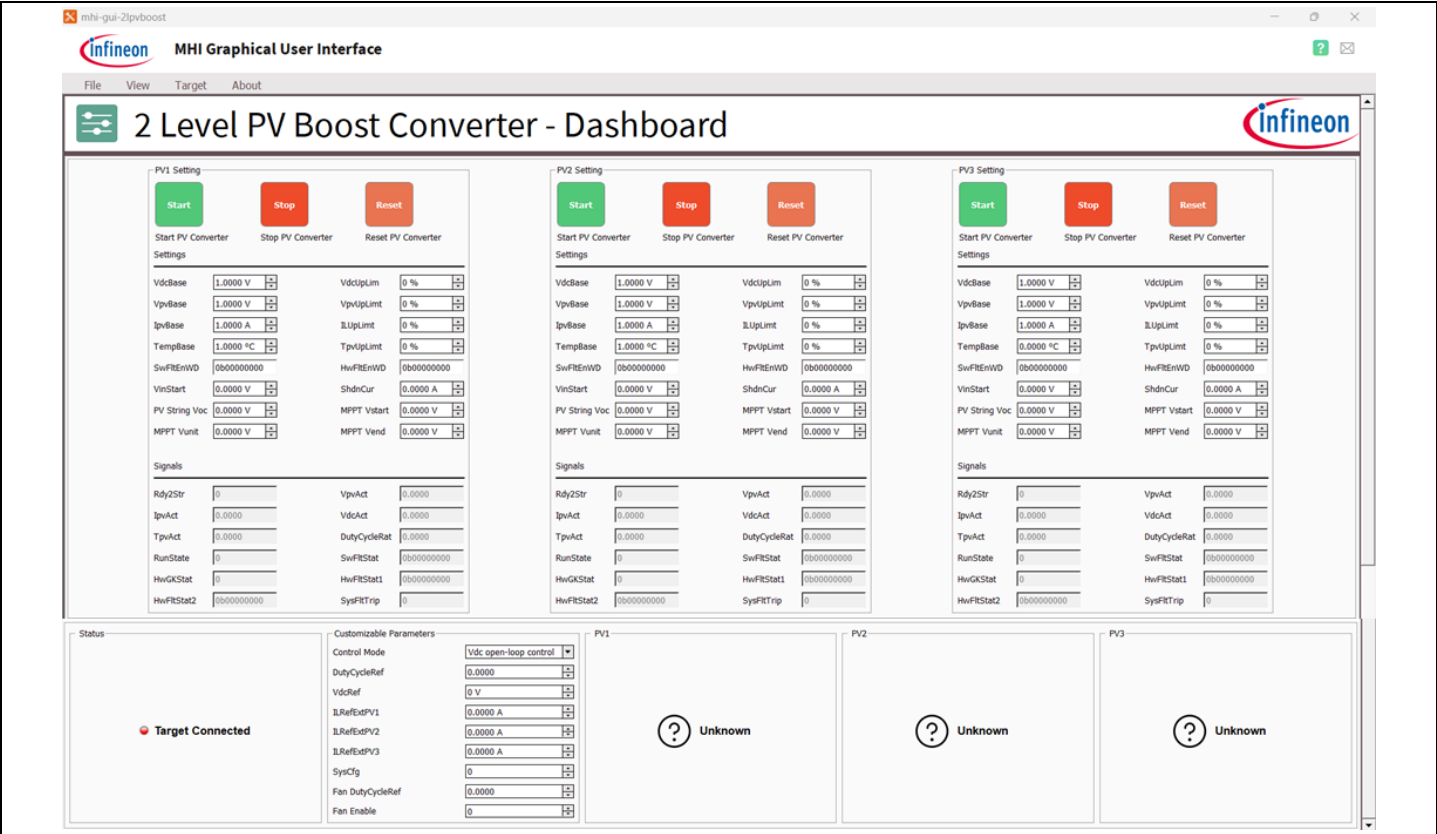 mhi-gui-2lpvboost
infineon MHI Graphical User Interface ?
File View Target About
2 Level PV Boost Converter - Dashboard infineon
PV1 Setting PV2 Setting PV3 Setting
Start Stop Reset Start Stop Reset Start Stop Reset
Start PV Converter Stop PV Converter Reset PV Converter Start PV Converter Stop PV Converter Reset PV Converter Start PV Converter Stop PV Converter Reset PV Converter
Settings Settings Settings
VdcBase 1.0000 V VdcUpLim 0 % VdcBase 1.0000 V VdcUpLim 0 % VdcBase 1.0000 V VdcUpLim 0 %
VpvBase 1.0000 V VpvUpLimt 0 % VpvBase 1.0000 V VpvUpLimt 0 % VpvBase 1.0000 V VpvUpLimt 0 %
IpvBase 1.0000 A ILUpLimt 0 % IpvBase 1.0000 A ILUpLimt 0 % IpvBase 1.0000 A ILUpLimt 0 %
TempBase 1.0000 ºC TpvUpLimt 0 % TempBase 1.0000 ºC TpvUpLimt 0 % TempBase 0.0000 ºC TpvUpLimt 0 %
SwFltEnWD 0b00000000 HwFltEnWD 0b00000000 SwFltEnWD 0b00000000 HwFltEnWD 0b00000000 SwFltEnWD 0b00000000 HwFltEnWD 0b00000000
VinStart 0.0000 V ShdnCur 0.0000 A VinStart 0.0000 V ShdnCur 0.0000 A VinStart 0.0000 V ShdnCur 0.0000 A
PV String Voc 0.0000 V MPPT Vstart 0.0000 V PV String Voc 0.0000 V MPPT Vstart 0.0000 V PV String Voc 0.0000 V MPPT Vstart 0.0000 V
MPPT Vunit 0.0000 V MPPT Vend 0.0000 V MPPT Vunit 0.0000 V MPPT Vend 0.0000 V MPPT Vunit 0.0000 V MPPT Vend 0.0000 V
Signals Signals Signals
Rdy2Str 0 VpvAct 0.0000 Rdy2Str 0 VpvAct 0.0000 Rdy2Str 0 VpvAct 0.0000
IpvAct 0.0000 VdcAct 0.0000 IpvAct 0.0000 VdcAct 0.0000 IpvAct 0.0000 VdcAct 0.0000
TpvAct 0.0000 DutyCycleRat 0.0000 TpvAct 0.0000 DutyCycleRat 0.0000 TpvAct 0.0000 DutyCycleRat 0.0000
RunState 0 SwFltStat 0b00000000 RunState 0 SwFltStat 0b00000000 RunState 0 SwFltStat 0b00000000
HwGKStat 0 HwFltStat1 0b00000000 HwGKStat 0 HwFltStat1 0b00000000 HwGKStat 0 HwFltStat1 0b00000000
HwFltStat2 0b00000000 SysFltTrip 0 HwFltStat2 0b00000000 SysFltTrip 0 HwFltStat2 0b00000000 SysFltTrip 0
Status Customizable Parameters PV1 PV2 PV3
Control Mode Vdc open-loop control
DutyCycleRef 0.0000
VdcRef 0 V
ILRefExtPV1 0.0000 A
Target Connected ILRefExtPV2 0.0000 A ? Unknown ? Unknown ? Unknown
ILRefExtPV3 0.0000 A
SysCfg 0
Fan DutyCycleRef 0.0000
Fan Enable 0